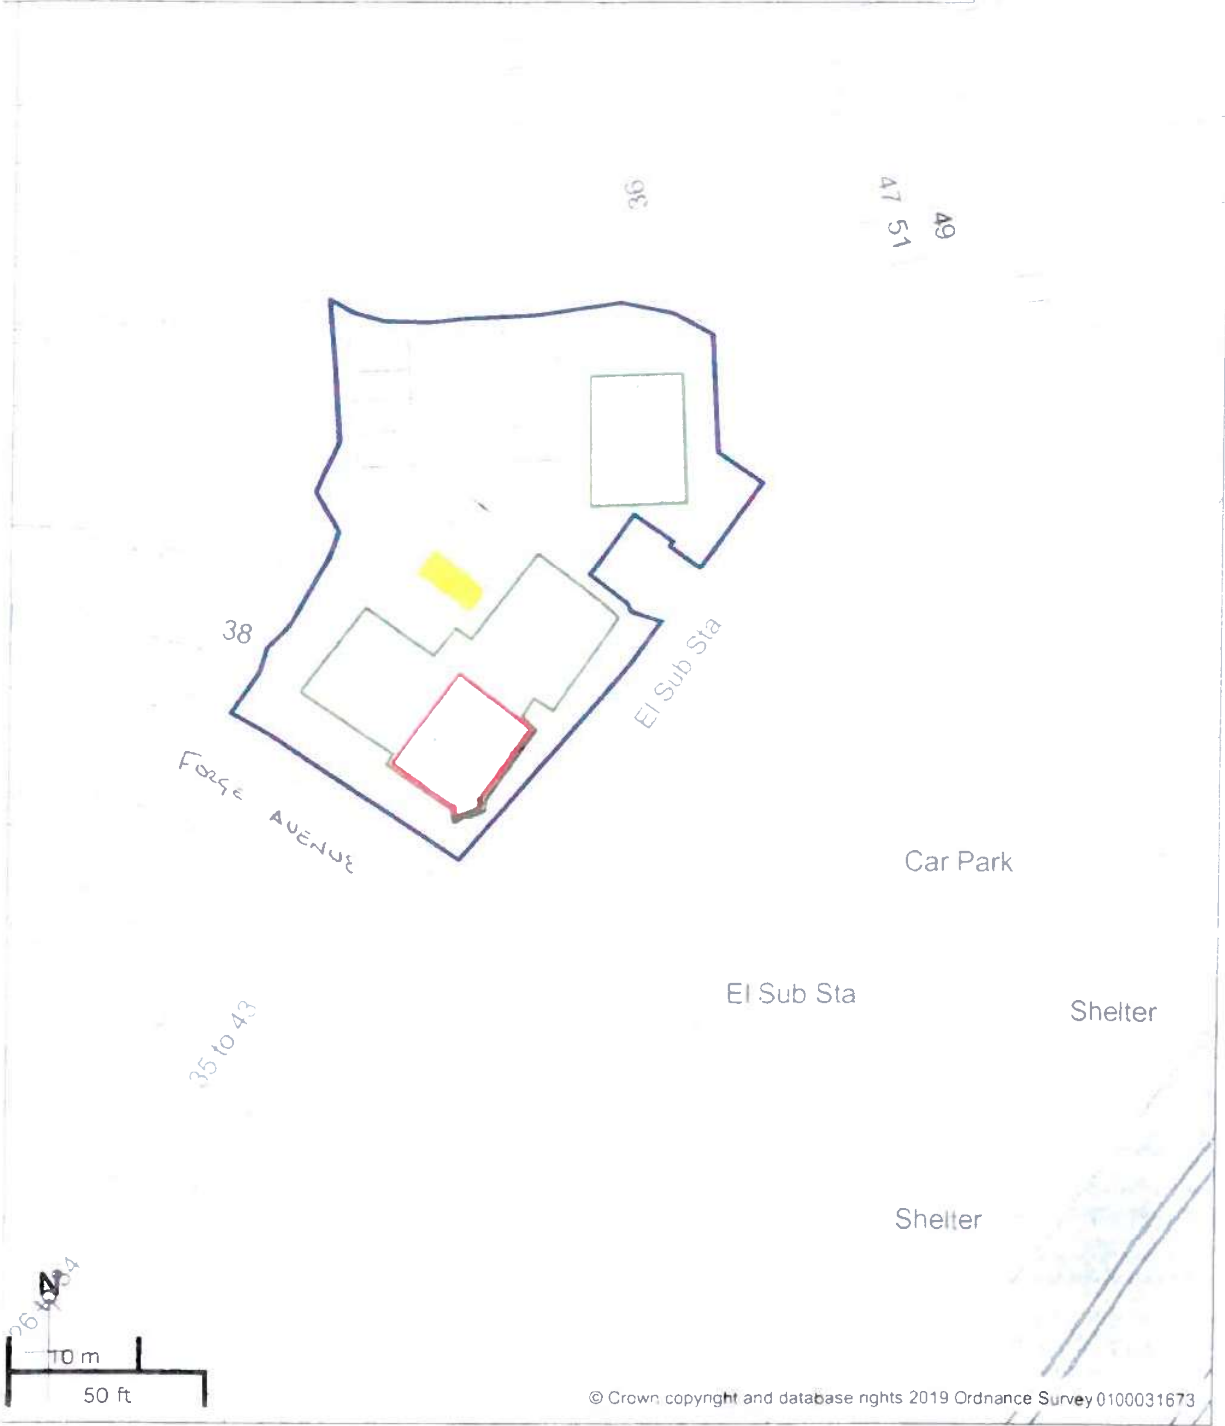 36
47
51
49
38
El Sub Sta
FORGE AVENUE
Car Park
El Sub Sta
Shelter
35 to 43
Shelter
N
10 m
50 ft
© Crown copyright and database rights 2019 Ordnance Survey 0100031673